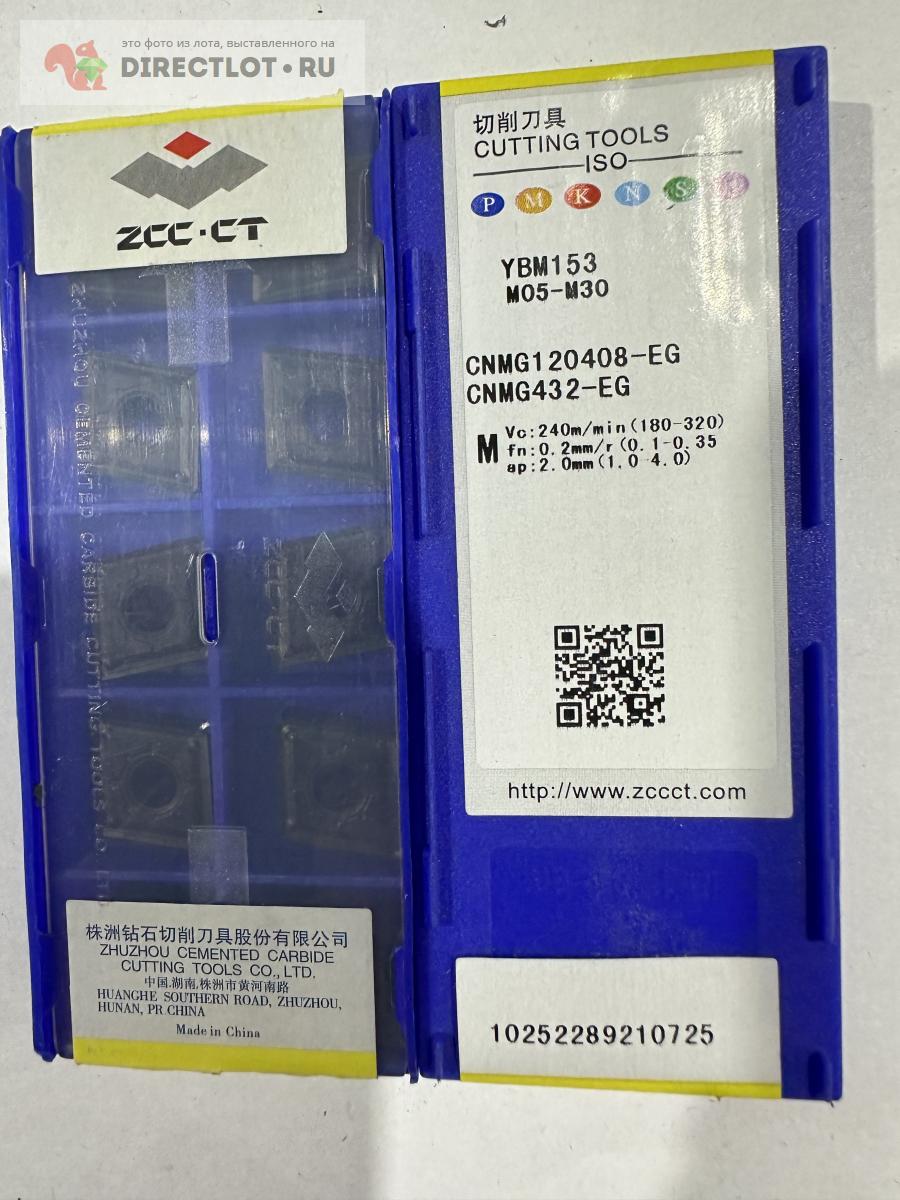 это фото из лота, выставленного на
DIRECTLOT.RU
ZCC·CT
ZHUZHOU CEMENTED CARBIDE CUTTING TOOLS CO., LTD.
ZCC·CT
株洲钻石切削刀具股份有限公司
ZHUZHOU CEMENTED CARBIDE
CUTTING TOOLS CO., LTD.
中国.湖南.株洲市黄河南路
HUANGHE SOUTHERN ROAD, ZHUZHOU,
HUNAN, PR.CHINA
Made in China
切削刀具
CUTTING TOOLS
ISO
P M K N S H
YBM153
M05-M30
CNMG120408-EG
CNMG432-EG
M
Vc:240m/min(180-320)
fn:0.2mm/r(0.1-0.35
ap:2.0mm(1.0-4.0)
http://www.zccct.com
10252289210725